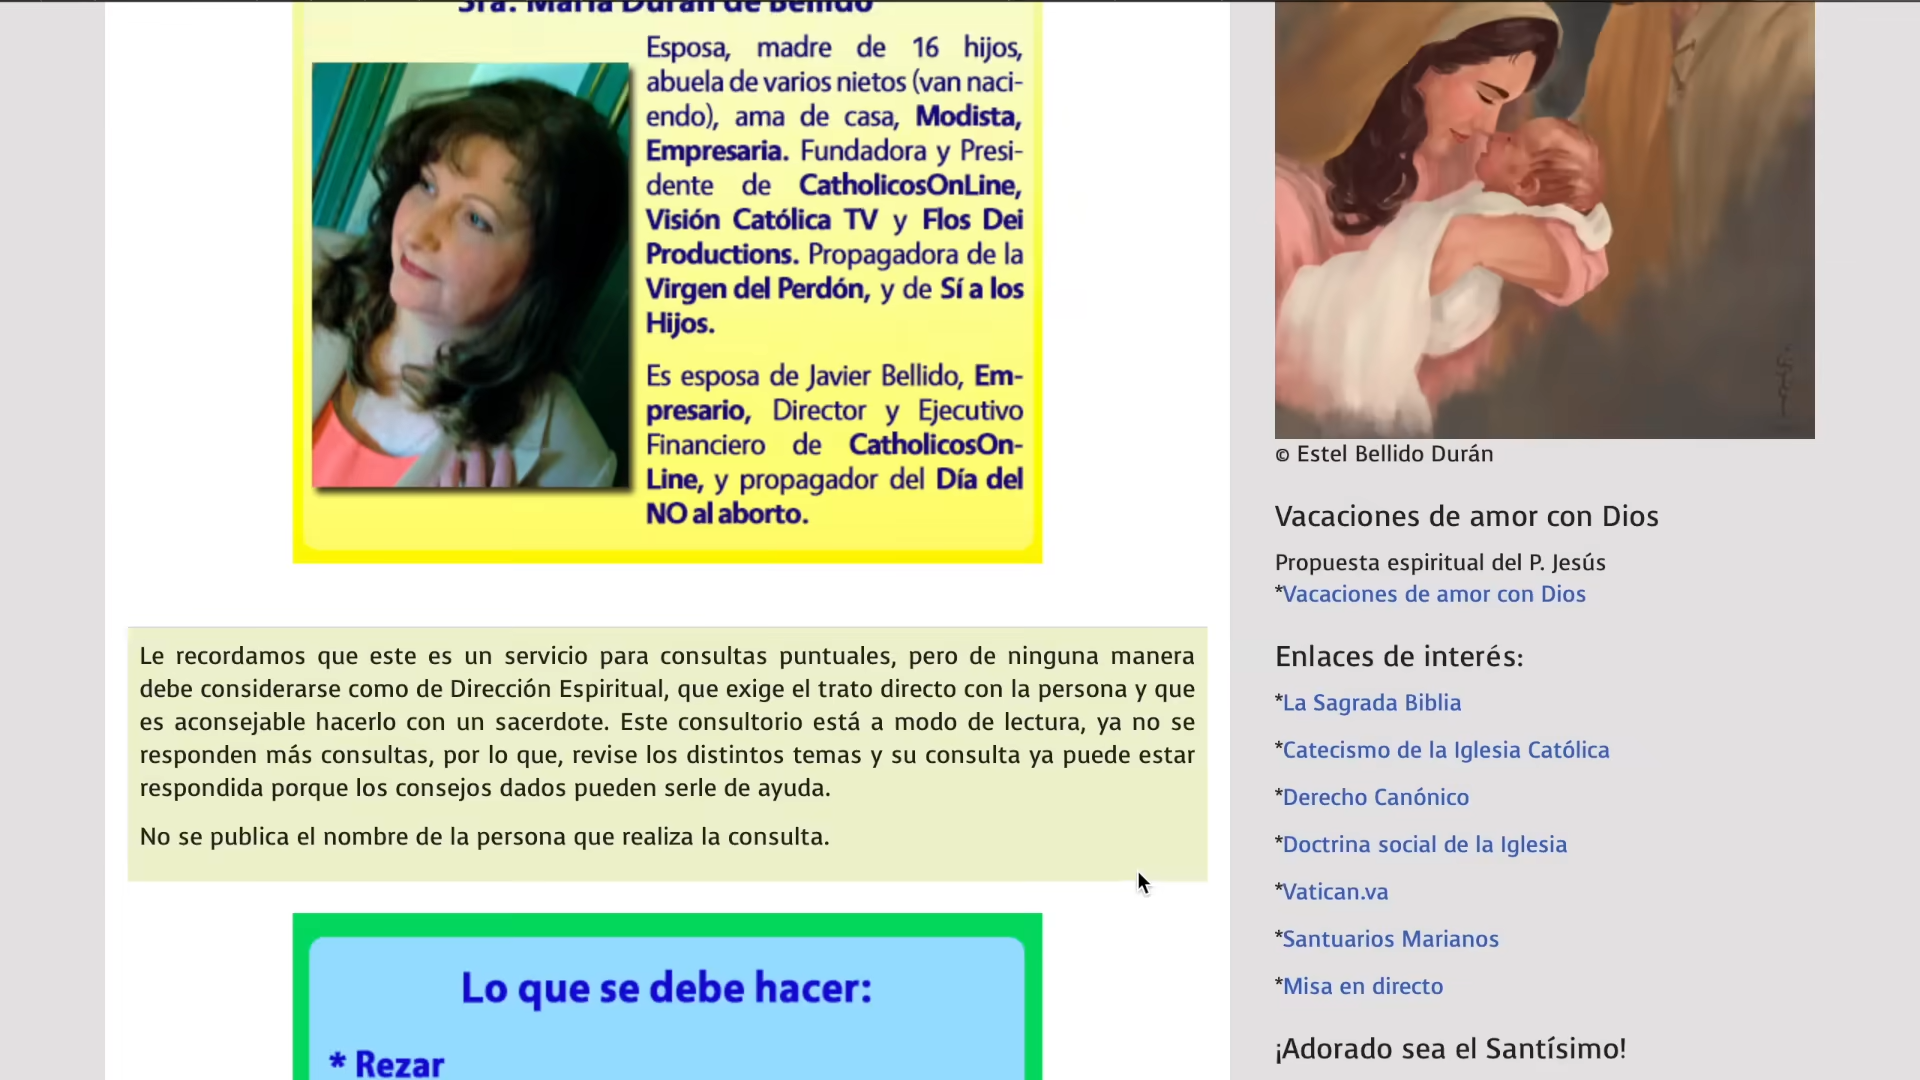 Sra. María Durán de Bellido
Esposa, madre de 16 hijos,
abuela de varios nietos (van naci-
endo), ama de casa, Modista,
Empresaria. Fundadora y Presi-
dente de CatholicosOnLine,
Visión Católica TV y Flos Dei
Productions. Propagadora de la
Virgen del Perdón, y de Sí a los
Hijos.
Es esposa de Javier Bellido, Em-
presario, Director y Ejecutivo
Financiero de CatholicosOn-
Line, y propagador del Día del
NO al aborto.
Le recordamos que este es un servicio para consultas puntuales, pero de ninguna manera
debe considerarse como de Dirección Espiritual, que exige el trato directo con la persona y que
es aconsejable hacerlo con un sacerdote. Este consultorio está a modo de lectura, ya no se
responden más consultas, por lo que, revise los distintos temas y su consulta ya puede estar
respondida porque los consejos dados pueden serle de ayuda.
No se publica el nombre de la persona que realiza la consulta.
Lo que se debe hacer:
* Rezar
© Estel Bellido Durán
Vacaciones de amor con Dios
Propuesta espiritual del P. Jesús
*Vacaciones de amor con Dios
Enlaces de interés:
*La Sagrada Biblia
*Catecismo de la Iglesia Católica
*Derecho Canónico
*Doctrina social de la Iglesia
*Vatican.va
*Santuarios Marianos
*Misa en directo
¡Adorado sea el Santísimo!